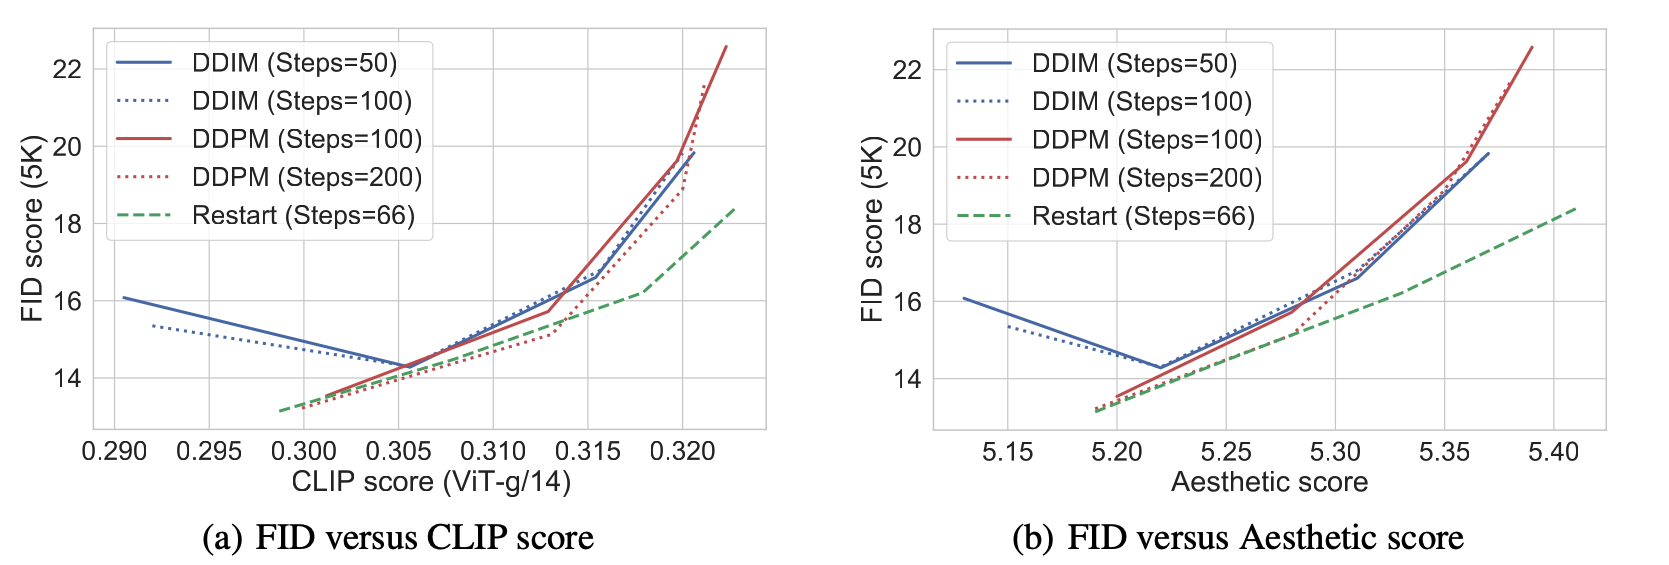 22
20
18
16
14
FID score (5K)
DDIM (Steps=50)
DDIM (Steps=100)
DDPM (Steps=100)
DDPM (Steps=200)
Restart (Steps=66)
0.290 0.295 0.300 0.305 0.310 0.315 0.320
CLIP score (ViT-g/14)
(a) FID versus CLIP score
22
20
18
16
14
FID score (5K)
DDIM (Steps=50)
DDIM (Steps=100)
DDPM (Steps=100)
DDPM (Steps=200)
Restart (Steps=66)
5.15 5.20 5.25 5.30 5.35 5.40
Aesthetic score
(b) FID versus Aesthetic score